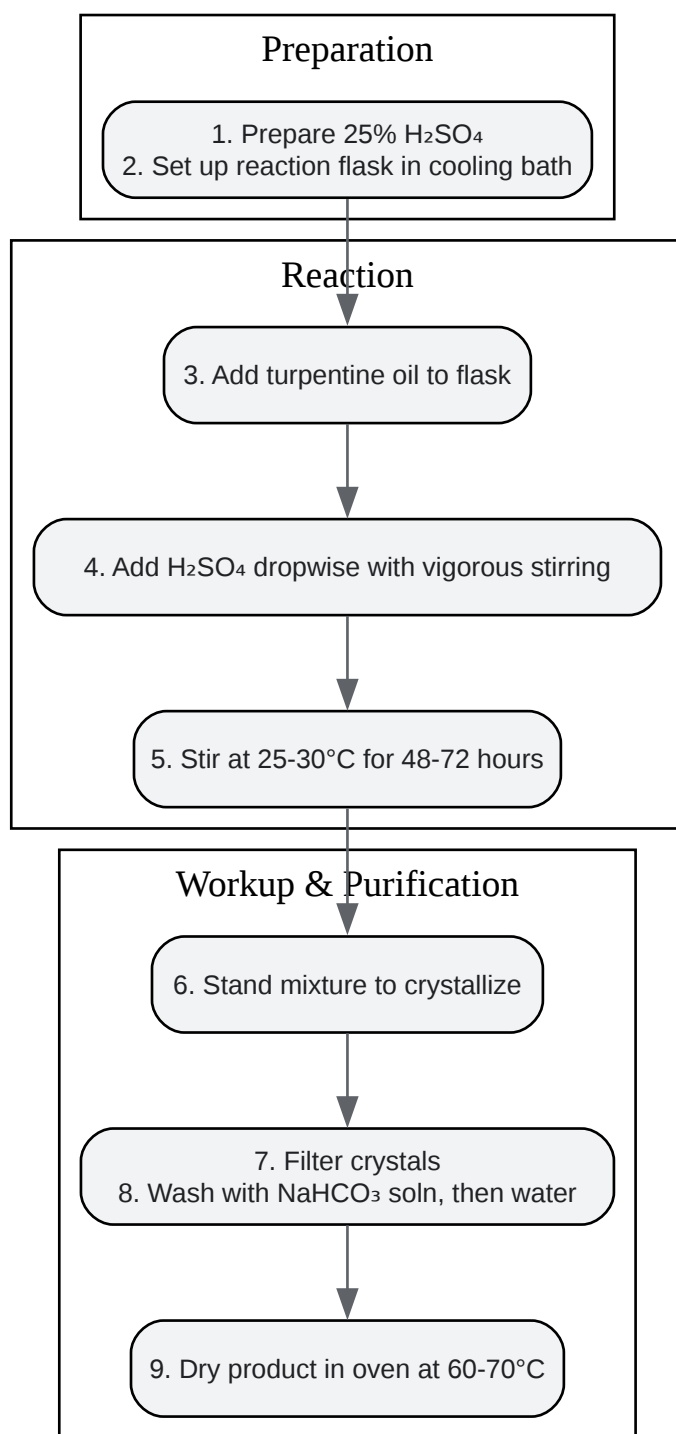 Preparation
1. Prepare 25% H₂SO₄
2. Set up reaction flask in cooling bath
Reaction
3. Add turpentine oil to flask
4. Add H₂SO₄ dropwise with vigorous stirring
5. Stir at 25-30°C for 48-72 hours
Workup & Purification
6. Stand mixture to crystallize
7. Filter crystals
8. Wash with NaHCO₃ soln, then water
9. Dry product in oven at 60-70°C